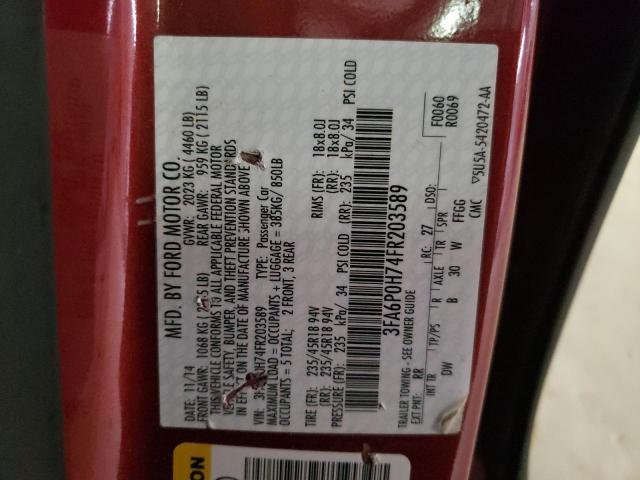 MFD. BY FORD MOTOR CO.
DATE: 11/14 GVWR: 2023 KG ( 4460 LB)
FRONT GAWR: 1068 KG LB) REAR GAWR: 959 KG ( 2115 LB)
THIS VEHICLE CONFORMS TO ALL APPLICABLE FEDERAL MOTOR
VEHICLE SAFETY, BUMPER, AND THEFT PREVENTION STANDARDS
IN EFFECT ON THE DATE OF MANUFACTURE SHOWN ABOVE
VIN: H74FR203589 TYPE: Passenger Car
MAXIMUM LOAD = OCCUPANTS + LUGGAGE = 385KG/ 850LB
OCCUPANTS = 5 TOTAL: 2 FRONT, 3 REAR
TIRE (FR): 235/45R18 94V RIMS (FR): 18x8.0J
(RR): 235/45R18 94V (RR): 18x8.0J
PRESSURE (FR): 235 kPa/ 34 PSI COLD (RR): 235 kPa/ 34 PSI COLD
3FA6P0H74FR203589
TRAILER TOWING - SEE OWNER GUIDE F0060
EXT PNT: RR RC: 27 DSO: R0069
INT TR TP/PS R AXLE TR SPR
DW B 30 W FFGG
CMC 5U5A-5420472-AA
ON